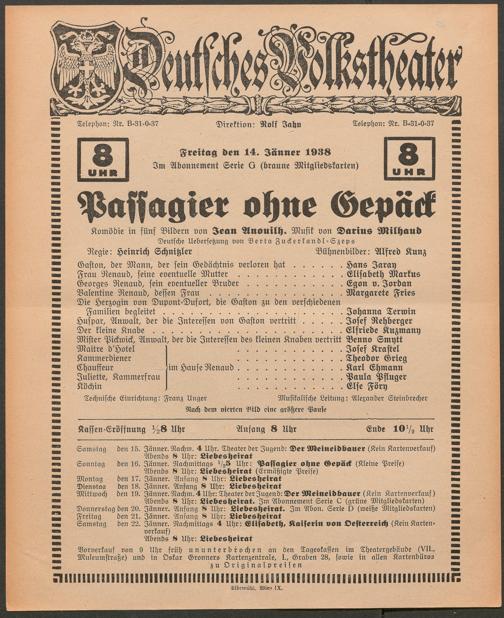 Deutsches Volkstheater
Telephon: Nr. B-31-0-37 Direktion: Rolf Jahn Telephon: Nr. B-31-0-37
8 UHR
Freitag den 14. Jänner 1938
Im Abonnement Serie G (braune Mitgliedskarten)
8 UHR
Passagier ohne Gepäck
Komödie in fünf Bildern von Jean Anouilh. Musik von Darius Milhaud
Deutsche Uebersetzung von Berta Zuckerkandl-Szeps
Regie: Heinrich Schnitzler Bühnenbilder: Alfred Kunz
Gaston, der Mann, der sein Gedächtnis verloren hat . . . . . . Hans Jaray
Frau Renaud, seine eventuelle Mutter . . . . . . . . . . Elisabeth Markus
Georges Renaud, sein eventueller Bruder . . . . . . . . . Egon v. Jordan
Valentine Renaud, dessen Frau . . . . . . . . . . . . Margarete Fries
Die Herzogin von Dupont-Dufort, die Gaston zu den verschiedenen
Familien begleitet . . . . . . . . . . . . . . . Johanna Terwin
Huspar, Anwalt, der die Interessen von Gaston vertritt . . . . . Josef Rehberger
Der kleine Knabe . . . . . . . . . . . . . . . Elfriede Kuzmany
Mister Pickwick, Anwalt, der die Interessen des kleinen Knaben vertritt Benno Smytt
Maitre d'Hotel . . . . . . . . . . Josef Krastel
Kammerdiener . . . . . . . . . . Theodor Grieg
Chauffeur im Hause Renaud . . . . . . . Karl Ehmann
Juliette, Kammerfrau . . . . . . . . . . Paula Pfluger
Köchin . . . . . . . . . . Else Föry
Technische Einrichtung: Franz Unger Musikalische Leitung: Alexander Steinbrecher
Nach dem vierten Bild eine größere Pause
Kassen-Eröffnung ½8 Uhr Anfang 8 Uhr Ende 10½ Uhr
Samstag den 15. Jänner. Nachm. 4 Uhr. Theater der Jugend: Der Meineidbauer (Kein Kartenverkauf)
Abends 8 Uhr: Liebesheirat
Sonntag den 16. Jänner. Nachmittags ½5 Uhr: Passagier ohne Gepäck (Kleine Preise)
Abends 8 Uhr: Liebesheirat (Ermäßigte Preise)
Montag den 17. Jänner. Anfang 8 Uhr: Liebesheirat
Dienstag den 18. Jänner. Anfang 8 Uhr: Liebesheirat
Mittwoch den 19. Jänner. Nachm. 4 Uhr: Theater der Jugend: Der Meineidbauer (Kein Kartenverkauf)
Abends 8 Uhr: Liebesheirat. Im Abonnement Serie C (grüne Mitgliedskarten)
Donnerstag den 20. Jänner. Anfang 8 Uhr: Liebesheirat. Im Abon. Serie D (weiße Mitgliedskarten)
Freitag den 21. Jänner. Anfang 8 Uhr: Liebesheirat
Samstag den 22. Jänner. Nachmittags 4 Uhr: Elisabeth, Kaiserin von Oesterreich (Kein Karten-
verkauf)
Abends 8 Uhr: Liebesheirat
Vorverkauf von 9 Uhr früh ununterbrochen an den Tageskassen im Theatergebäude (VII.,
Museumstraße) und in Oskar Gronners Kartenzentrale, I., Graben 28, sowie in allen Kartenbüros
zu Originalpreisen
Elbemühl, Wien IX.